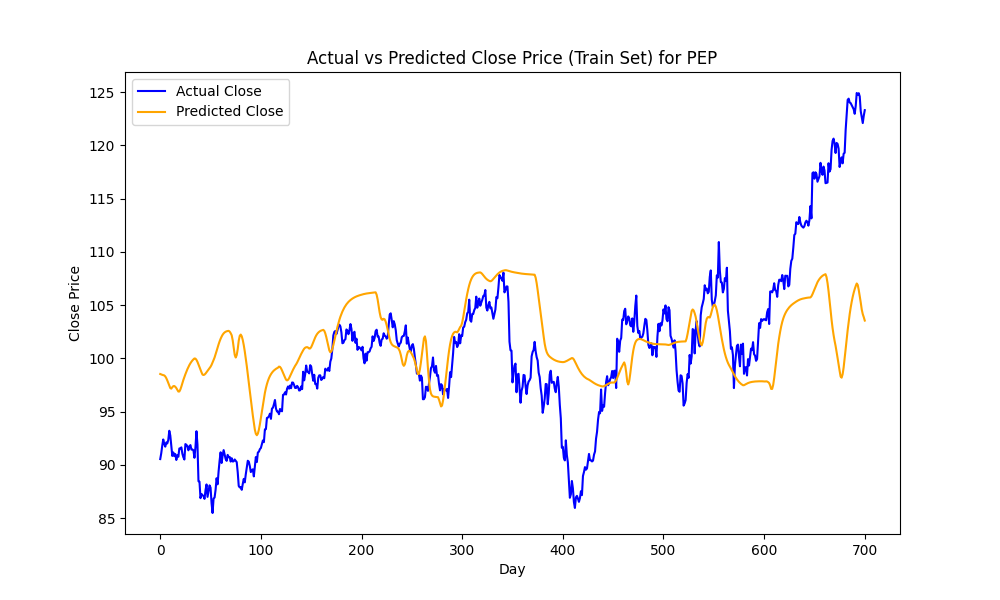 Actual vs Predicted Close Price (Train Set) for PEP
Actual Close
Predicted Close
Close Price
125
120
115
110
105
100
95
90
85
0 100 200 300 400 500 600 700
Day